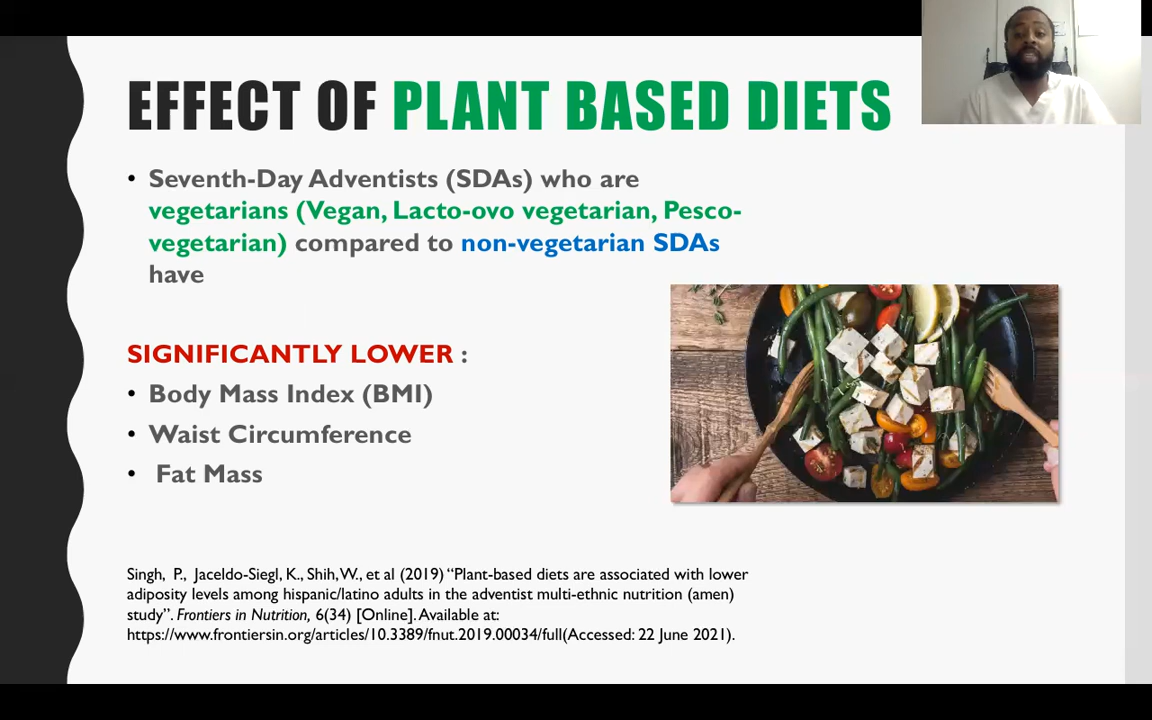 EFFECT OF PLANT BASED DIETS
• Seventh-Day Adventists (SDAs) who are
vegetarians (Vegan, Lacto-ovo vegetarian, Pesco-
vegetarian) compared to non-vegetarian SDAs
have
SIGNIFICANTLY LOWER :
• Body Mass Index (BMI)
• Waist Circumference
• Fat Mass
Singh, P., Jaceldo-Siegl, K., Shih, W., et al (2019) “Plant-based diets are associated with lower
adiposity levels among hispanic/latino adults in the adventist multi-ethnic nutrition (amen)
study”. Frontiers in Nutrition, 6(34) [Online]. Available at:
https://www.frontiersin.org/articles/10.3389/fnut.2019.00034/full(Accessed: 22 June 2021).